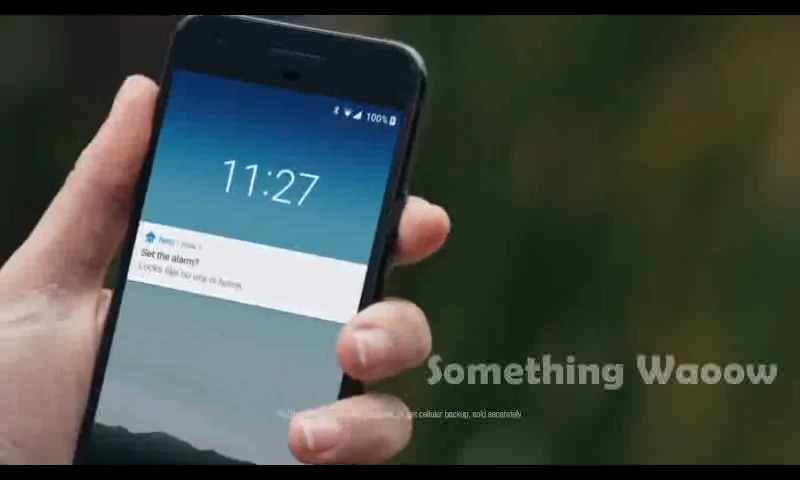 100%
11:27
Set the alarm?
Looks like no one is home.
Something Waoow
cellular backup, sold separately